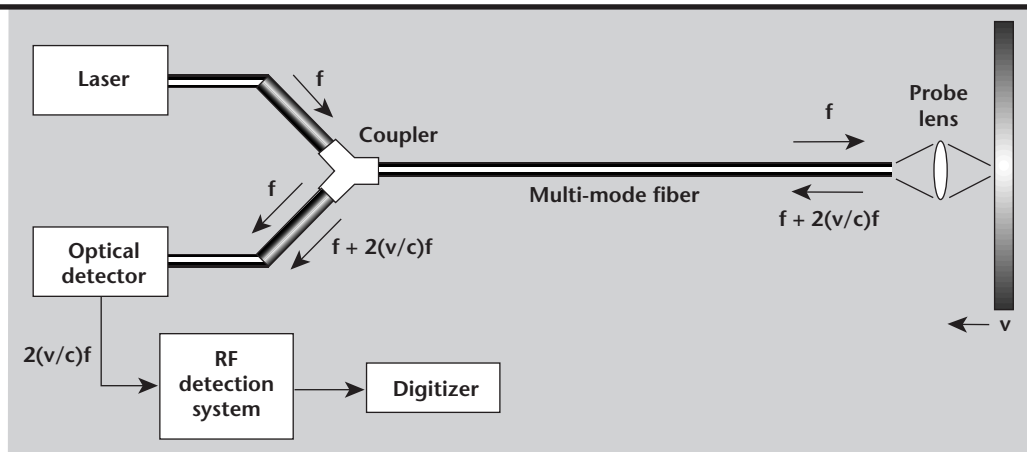 Laser
f
Coupler
f
Probe
lens
f
Multi-mode fiber
f + 2(v/c)f
f + 2(v/c)f
Optical
detector
v
2(v/c)f
RF
detection
system
Digitizer